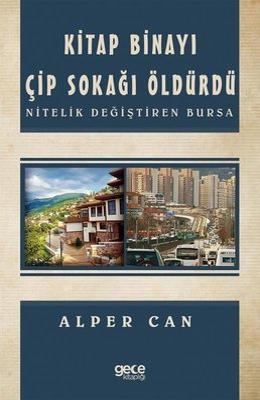 KİTAP BİNAYI
ÇİP SOKAĞI ÖLDÜRDÜ
NİTELİK DEĞİŞTİREN BURSA
ALPER CAN
gece
kitaplığı